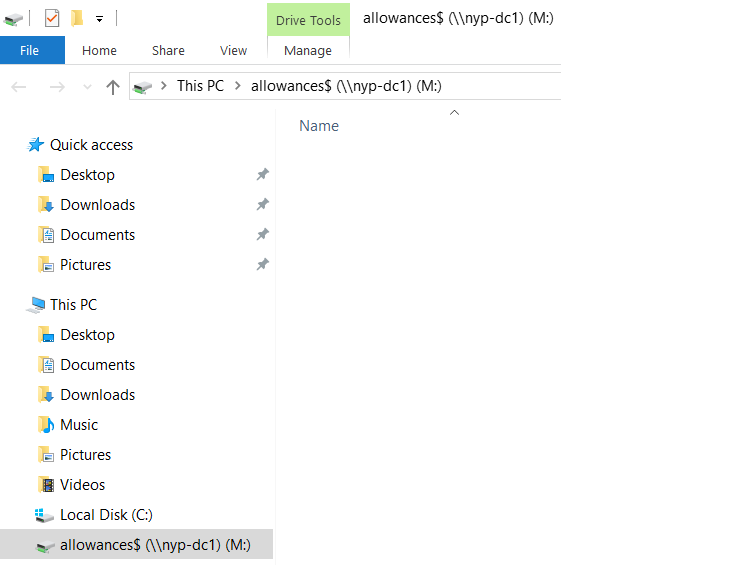 Drive Tools
allowances$ (\\nyp-dc1) (M:)
File Home Share View Manage
This PC allowances$ (\\nyp-dc1) (M:)
Name
Quick access
Desktop
Downloads
Documents
Pictures
This PC
Desktop
Documents
Downloads
Music
Pictures
Videos
Local Disk (C:)
allowances$ (\\nyp-dc1) (M:)